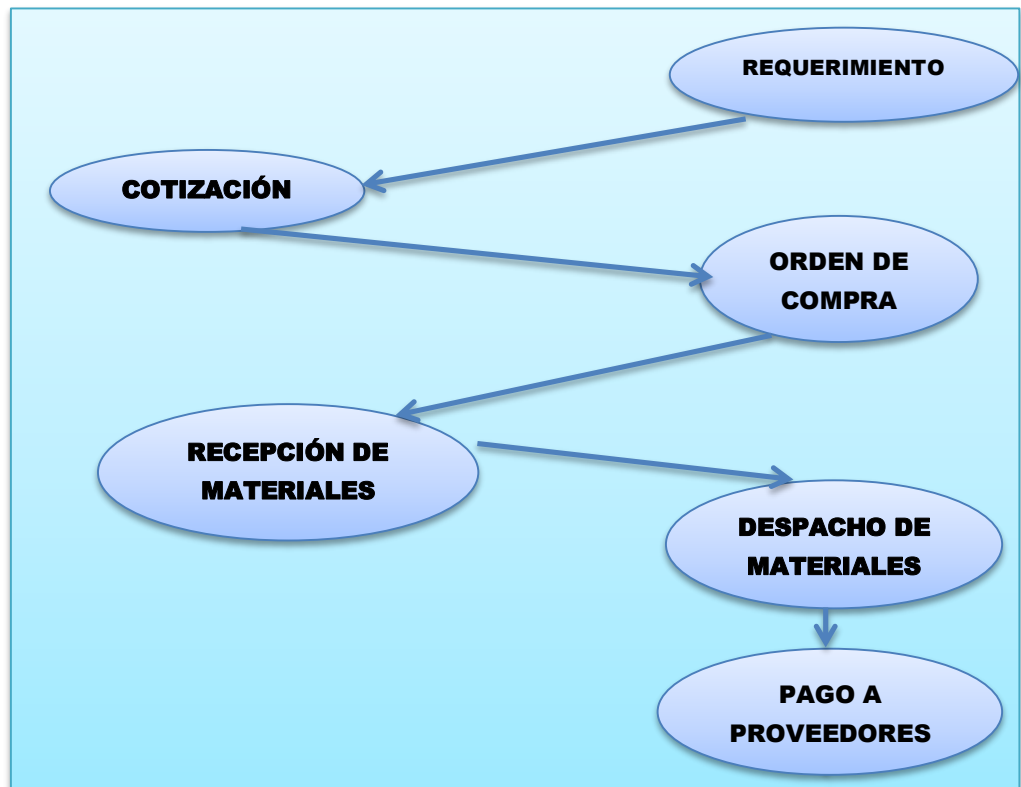 REQUERIMIENTO
COTIZACIÓN
ORDEN DE
COMPRA
RECEPCIÓN DE
MATERIALES
DESPACHO DE
MATERIALES
PAGO A
PROVEEDORES